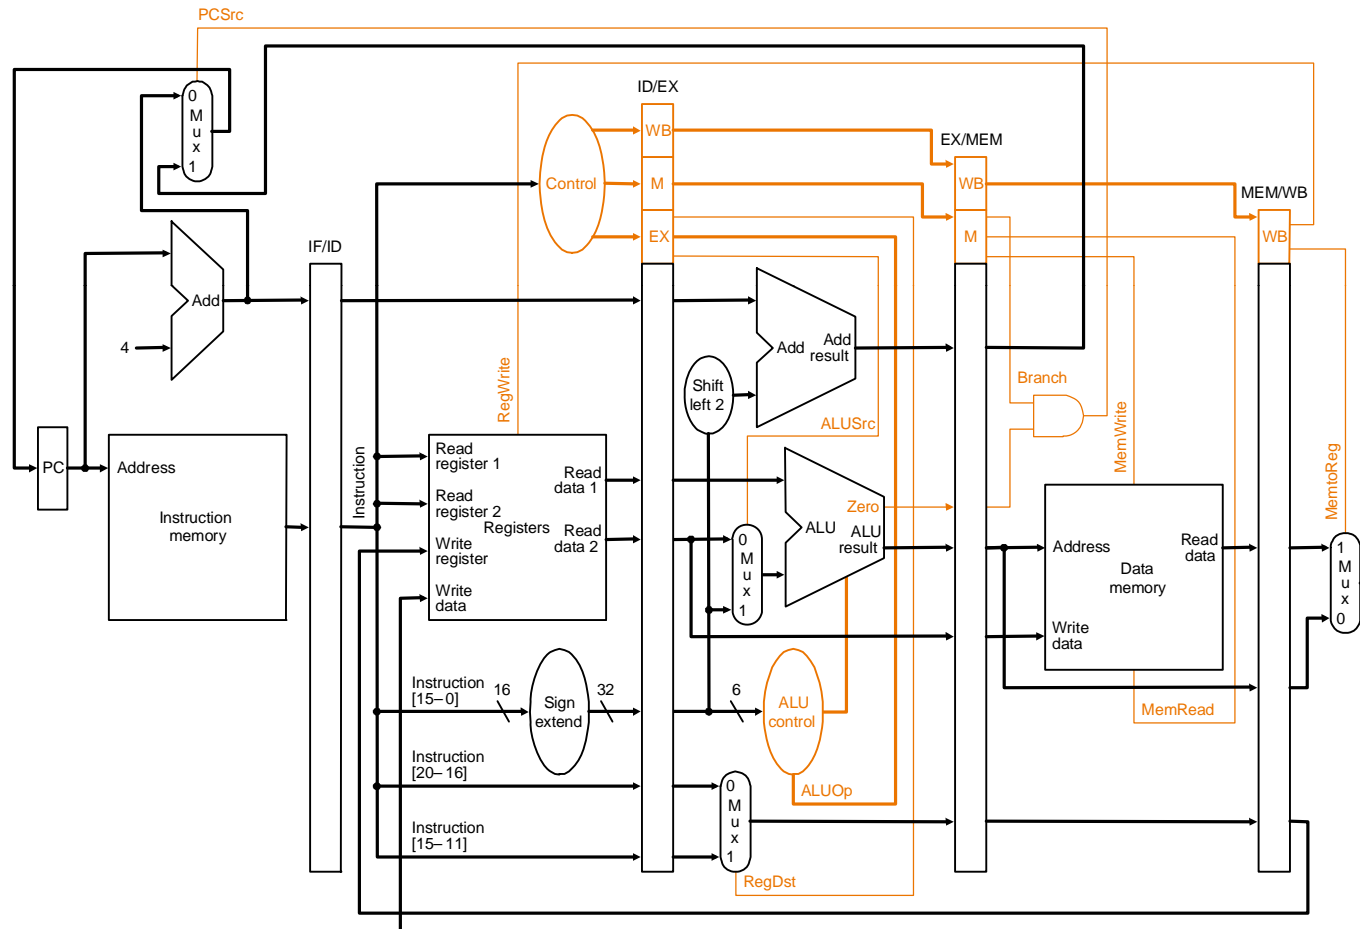 PCSrc
ID/EX
0
M
u
x
1
WB
EX/MEM
Control
M
WB
MEM/WB
IF/ID
EX
M
WB
Add
4
Add
Add
result
Shift
left 2
RegWrite
ALUSrc
Branch
MemWrite
MemtoReg
PC
Address
Instruction
memory
Instruction
Read
register 1
Read
register 2
Registers
Write
register
Write
data
Read
data 1
Read
data 2
0
M
u
x
1
ALU
Zero
ALU
result
Address
Data
memory
Read
data
Write
data
1
M
u
x
0
Instruction
[15–0]
16
Sign
extend
32
6
ALU
control
MemRead
Instruction
[20–16]
ALUOp
Instruction
[15–11]
0
M
u
x
1
RegDst